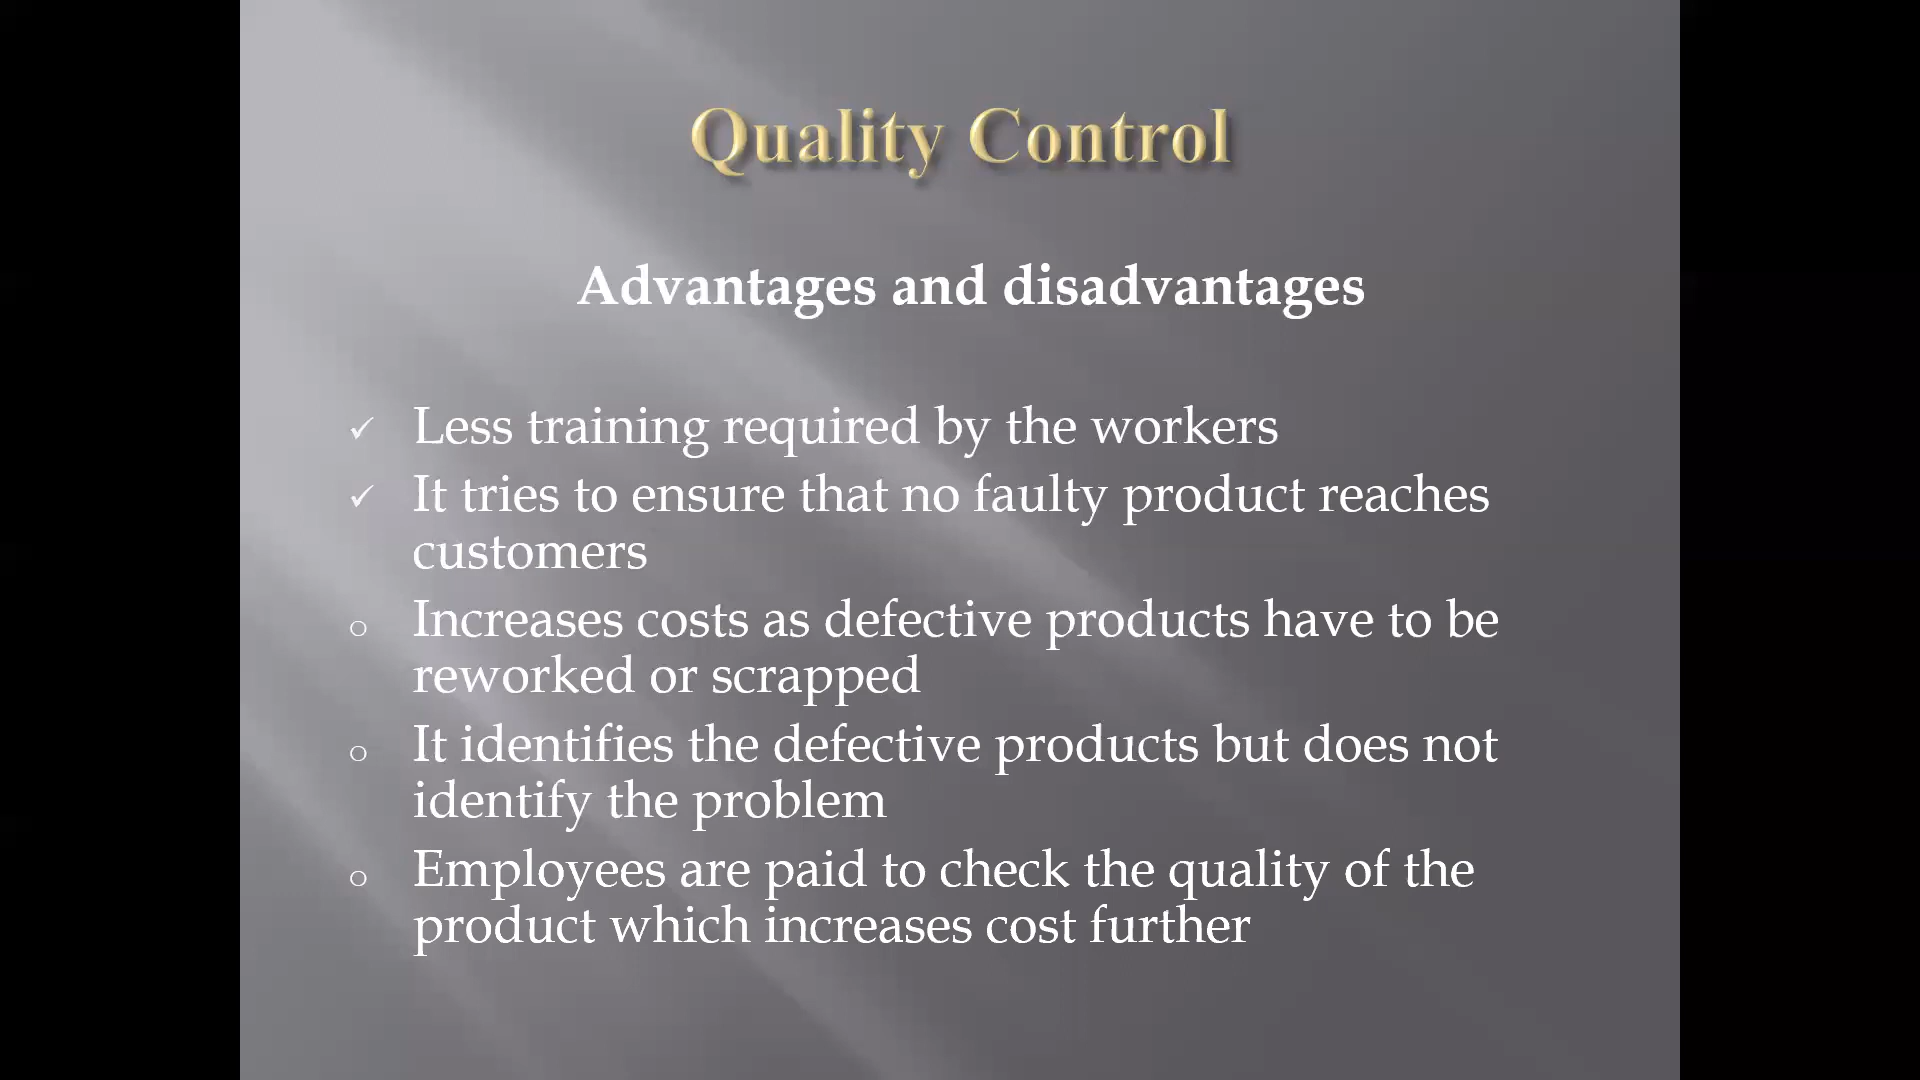 Quality Control
Advantages and disadvantages
✓ Less training required by the workers
✓ It tries to ensure that no faulty product reaches
customers
o Increases costs as defective products have to be
reworked or scrapped
o It identifies the defective products but does not
identify the problem
o Employees are paid to check the quality of the
product which increases cost further